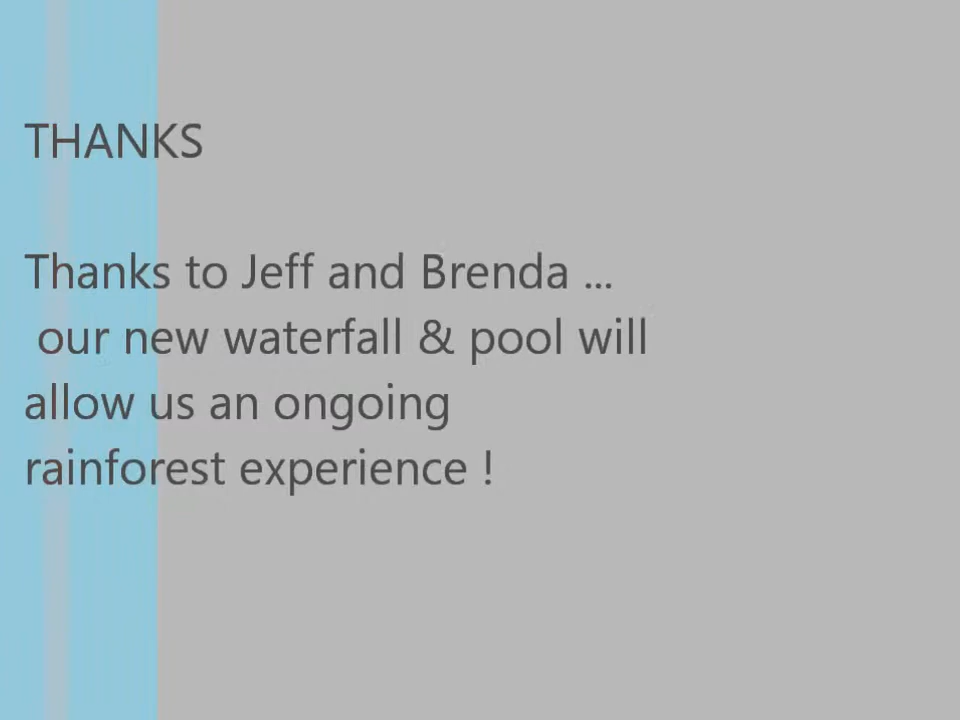 THANKS
Thanks to Jeff and Brenda ...
our new waterfall & pool will
allow us an ongoing
rainforest experience !